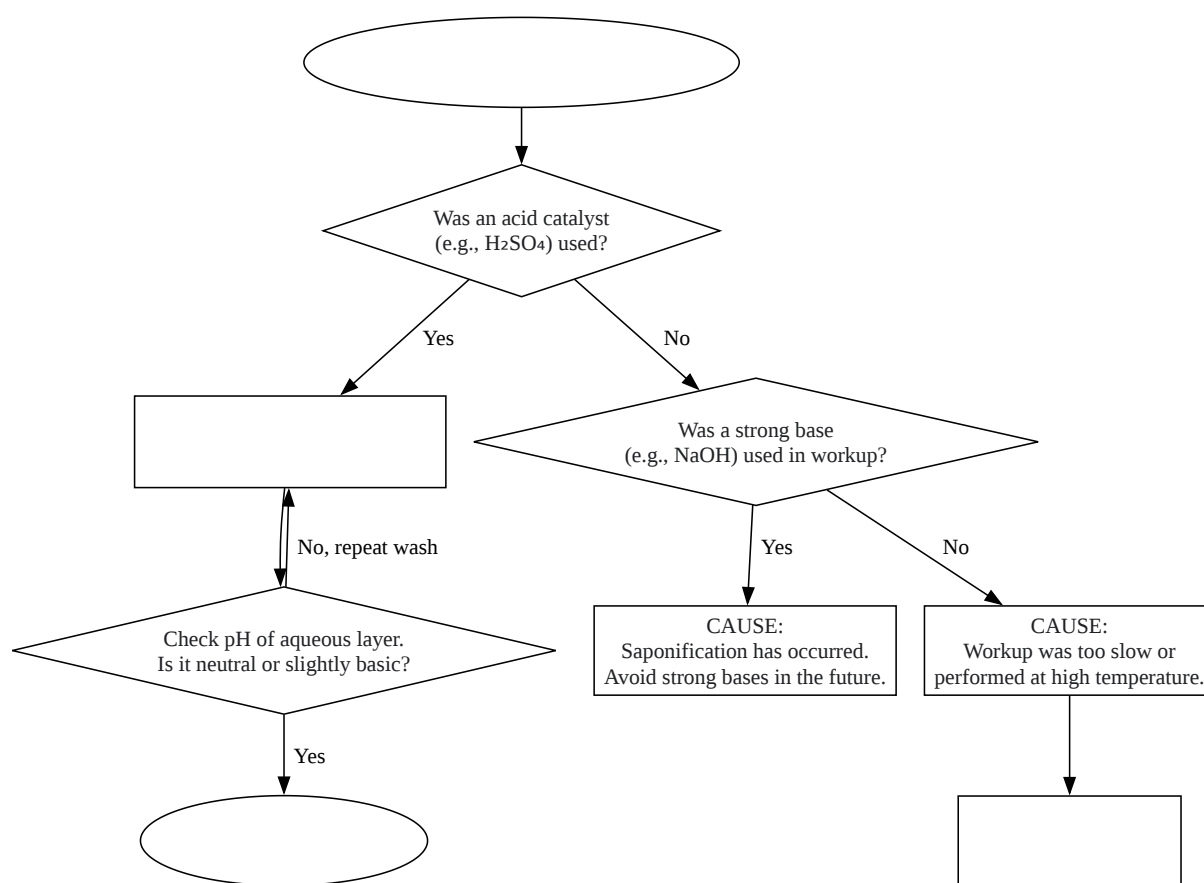 Was an acid catalyst
(e.g., H₂SO₄) used?
Yes
No
Was a strong base
(e.g., NaOH) used in workup?
No, repeat wash
Yes
No
Check pH of aqueous layer.
Is it neutral or slightly basic?
CAUSE:
Saponification has occurred.
Avoid strong bases in the future.
CAUSE:
Workup was too slow or
performed at high temperature.
Yes